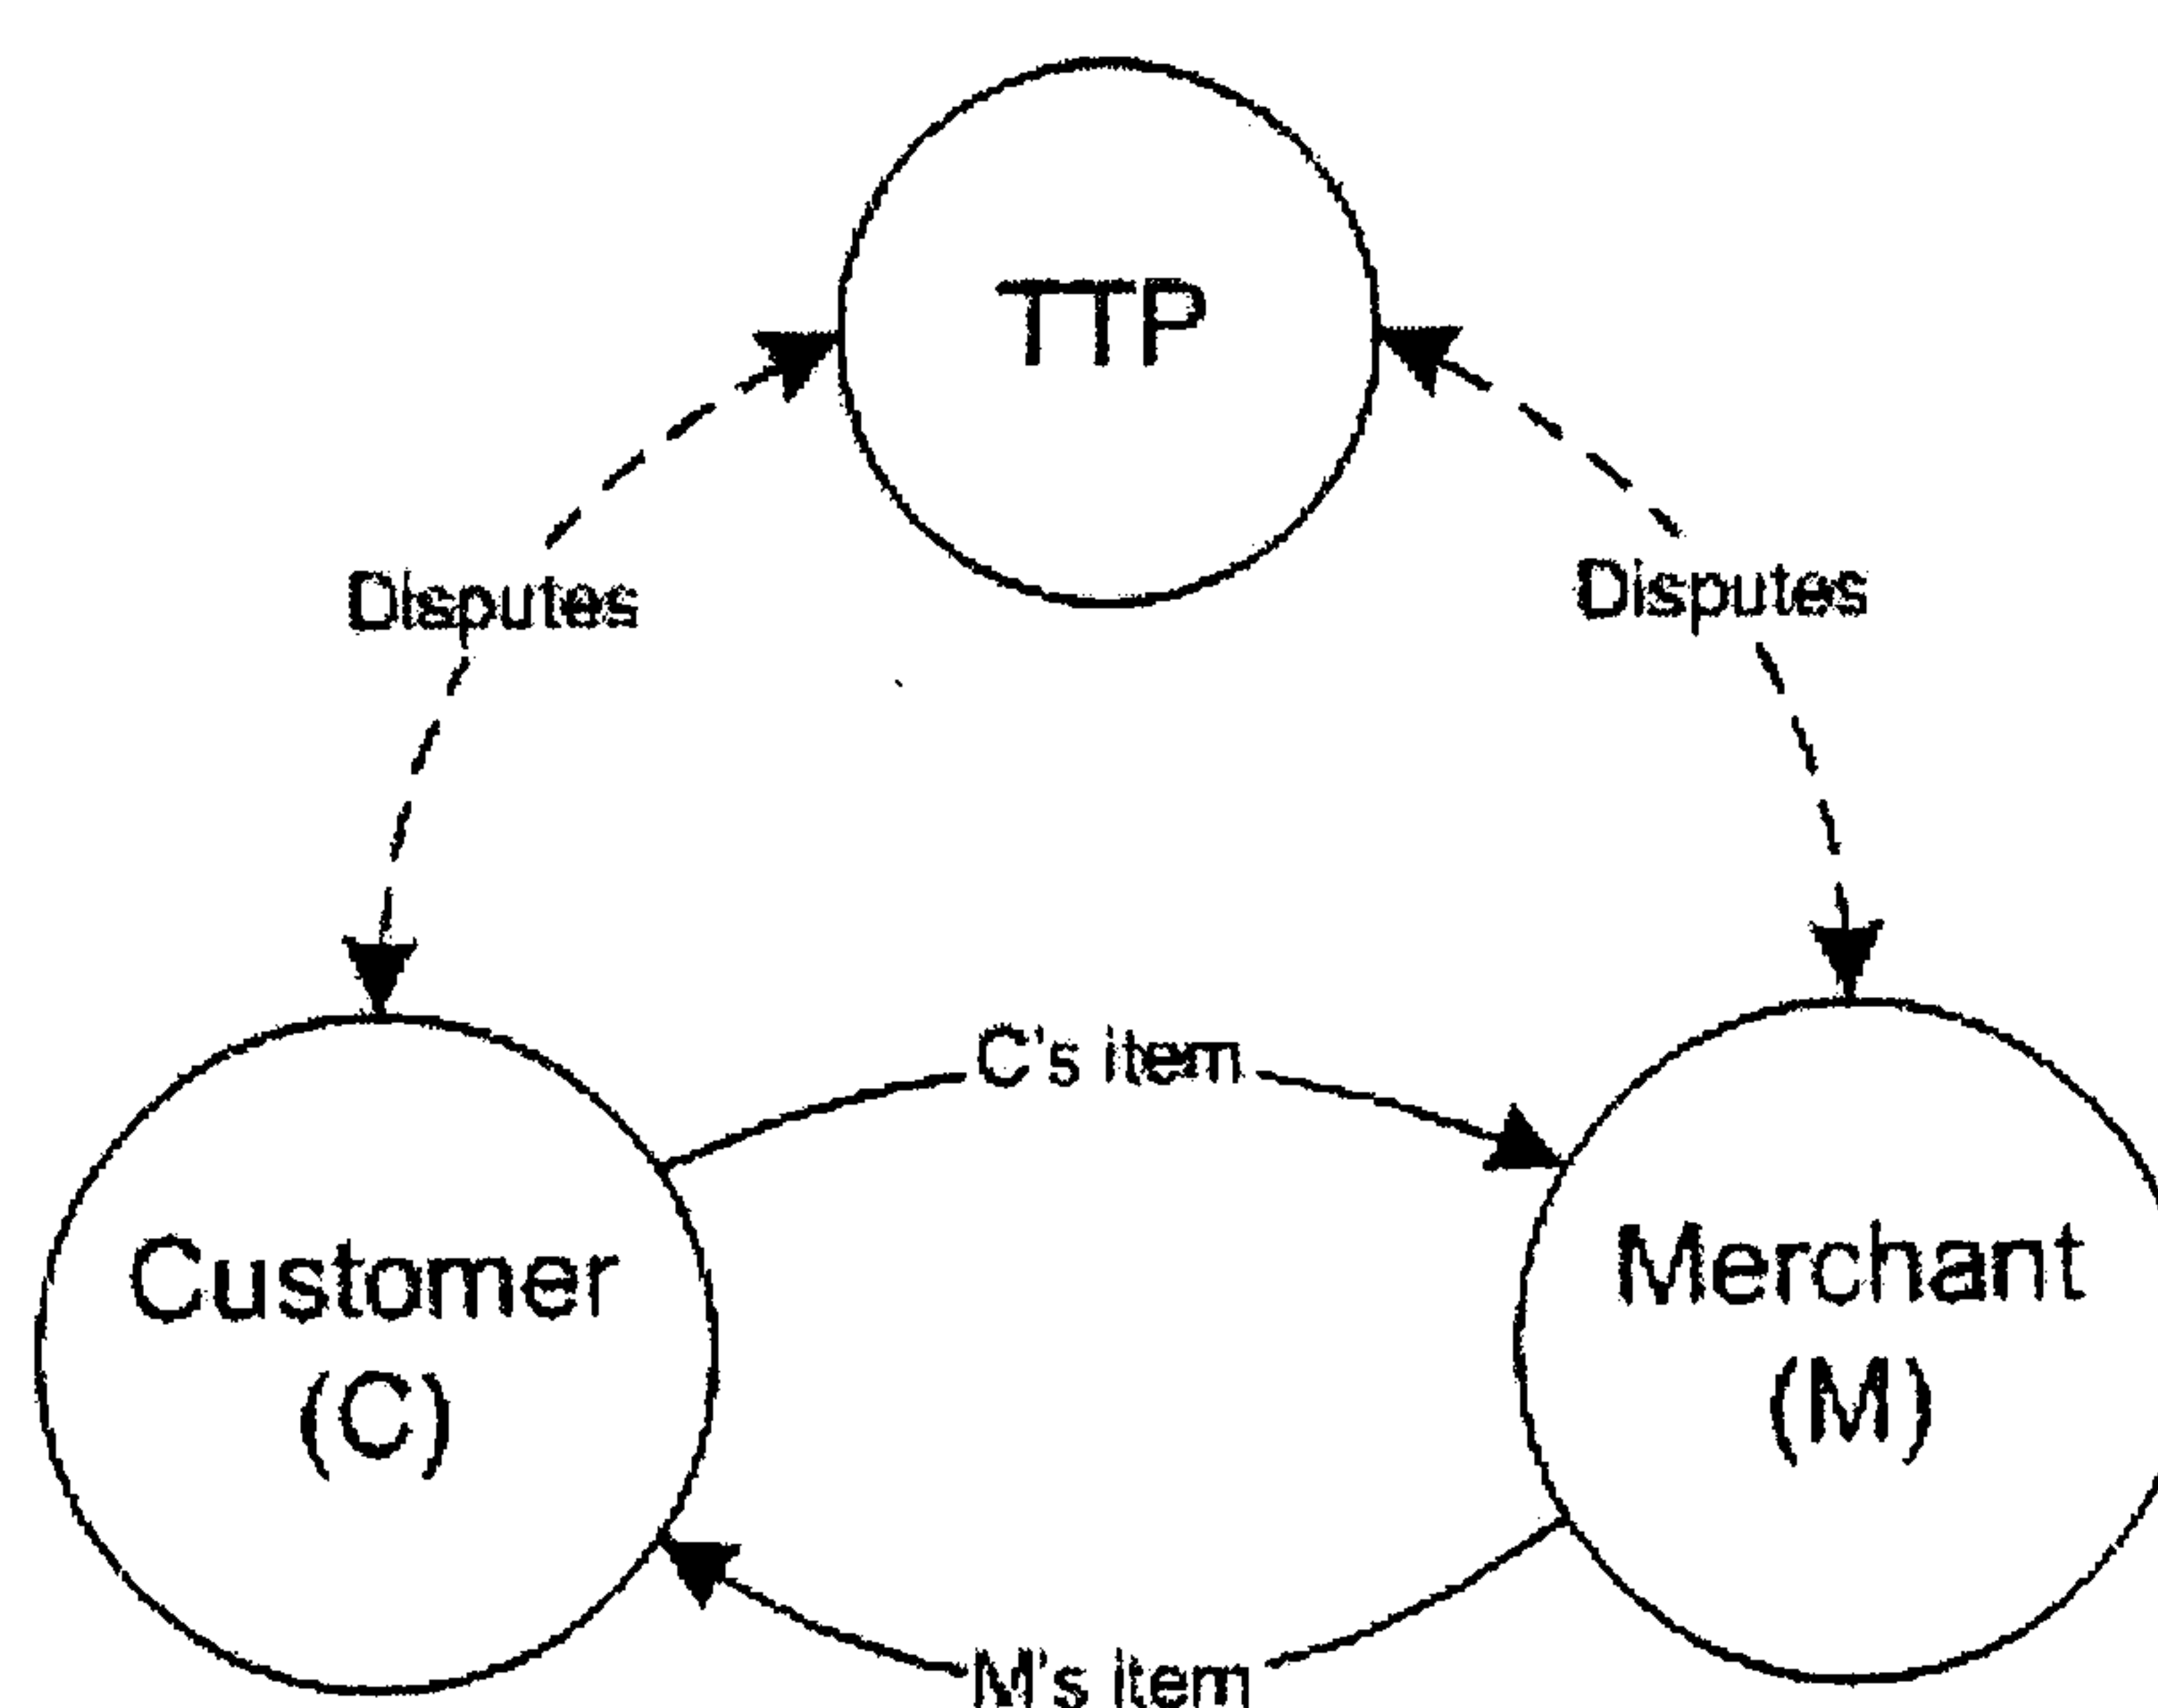 TTP
Disputes
Disputes
C's item
Customer
(C)
Merchant
(M)
M's item